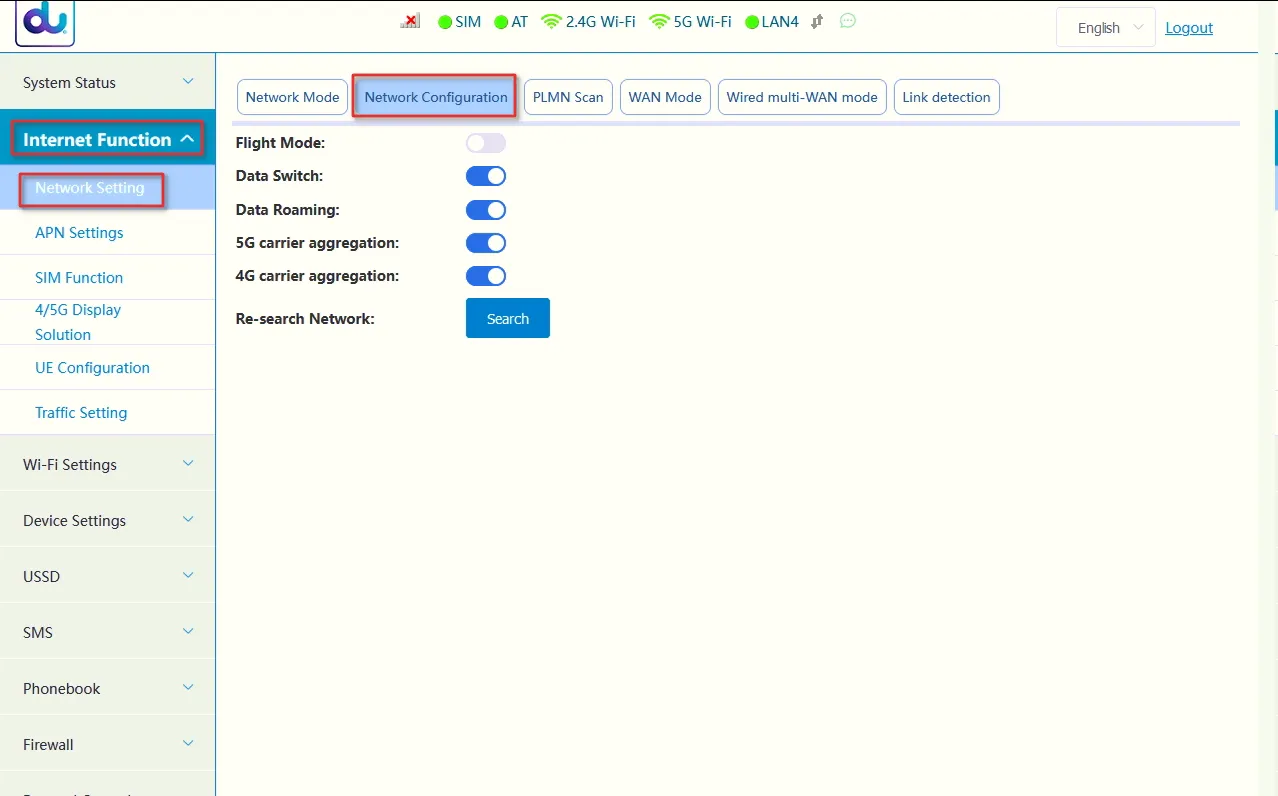 du
SIM AT 2.4G Wi-Fi 5G Wi-Fi LAN4
English Logout
System Status
Internet Function
Network Setting
APN Settings
SIM Function
4/5G Display
Solution
UE Configuration
Traffic Setting
Wi-Fi Settings
Device Settings
USSD
SMS
Phonebook
Firewall
Network Mode Network Configuration PLMN Scan WAN Mode Wired multi-WAN mode Link detection
Flight Mode:
Data Switch:
Data Roaming:
5G carrier aggregation:
4G carrier aggregation:
Re-search Network: Search